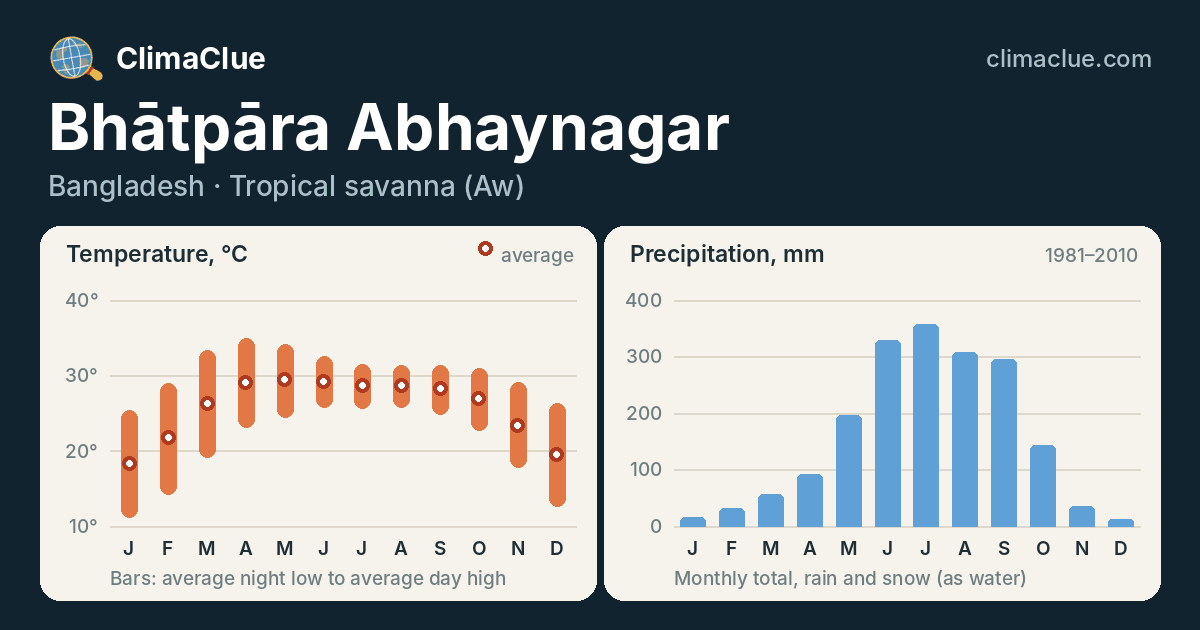 ClimaClue
climaclue.com
Bhātpāra Abhaynagar
Bangladesh · Tropical savanna (Aw)
Temperature, °C
average
40°
30°
20°
10°
J F M A M J J A S O N D
Bars: average night low to average day high
Precipitation, mm
1981–2010
400
300
200
100
0
J F M A M J J A S O N D
Monthly total, rain and snow (as water)